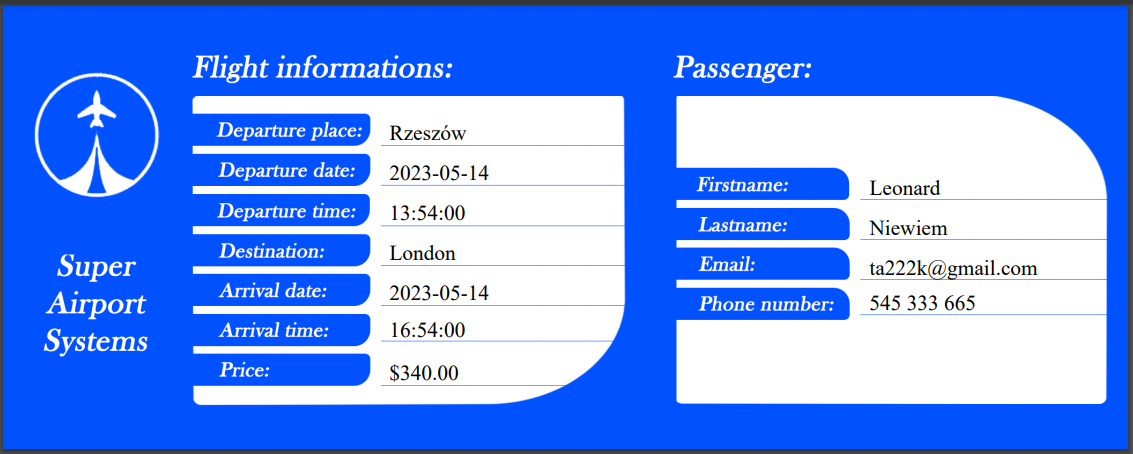 Super
Airport
Systems
Flight informations:
Departure place: Rzeszów
Departure date: 2023-05-14
Departure time: 13:54:00
Destination: London
Arrival date: 2023-05-14
Arrival time: 16:54:00
Price: $340.00
Passenger:
Firstname: Leonard
Lastname: Niewiem
Email: ta222k@gmail.com
Phone number: 545 333 665